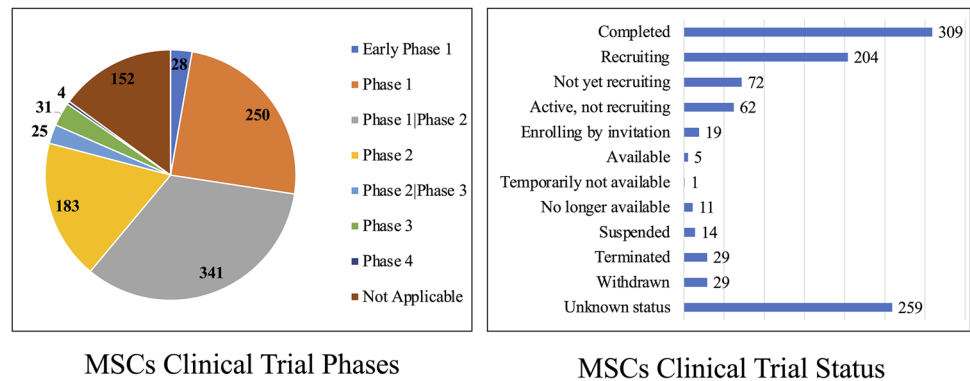 28
250
341
183
25
31
4
152
Early Phase 1
Phase 1
Phase 1|Phase 2
Phase 2
Phase 2|Phase 3
Phase 3
Phase 4
Not Applicable
MSCs Clinical Trial Phases
Completed 309
Recruiting 204
Not yet recruiting 72
Active, not recruiting 62
Enrolling by invitation 19
Available 5
Temporarily not available 1
No longer available 11
Suspended 14
Terminated 29
Withdrawn 29
Unknown status 259
MSCs Clinical Trial Status